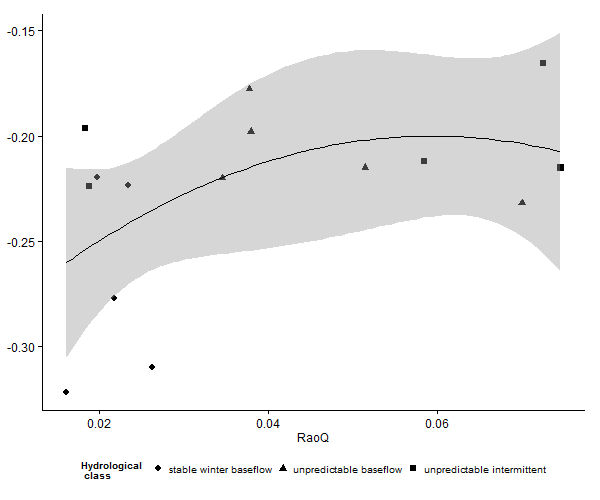 -0.15
-0.20
-0.25
-0.30
0.02 0.04 0.06
RaoQ
Hydrological
class
stable winter baseflow unpredictable baseflow unpredictable intermittent